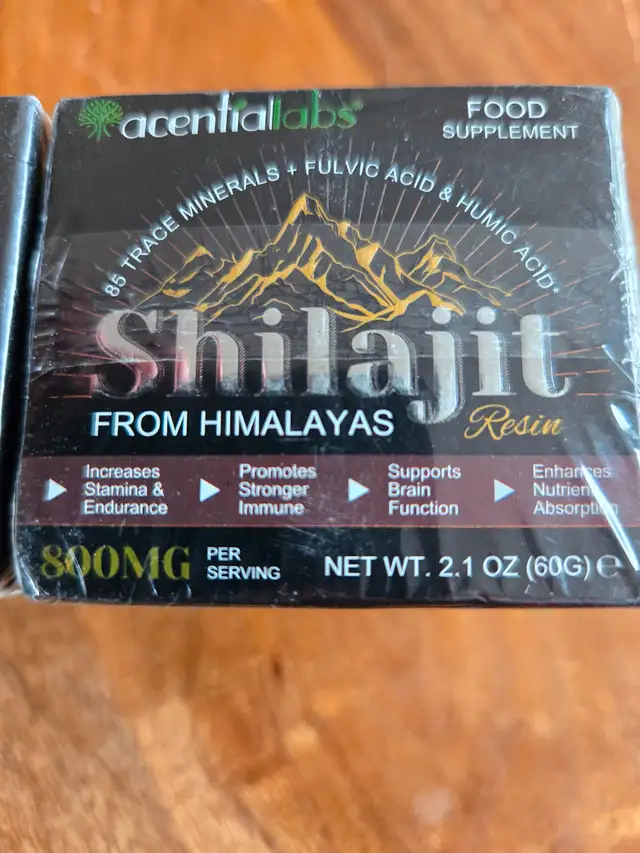 acentiallabs®
FOOD
SUPPLEMENT
85 TRACE MINERALS + FULVIC ACID & HUMIC ACID*
Shilajit
FROM HIMALAYAS
Resin
Increases
Stamina &
Endurance
Promotes
Stronger
Immune
Supports
Brain
Function
Enhances
Nutrient
Absorption
800MG
PER
SERVING
NET WT. 2.1 OZ (60G) ℮